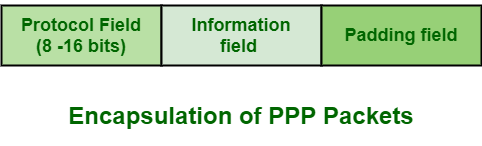 Protocol Field
(8 -16 bits)
Information
field
Padding field
Encapsulation of PPP Packets